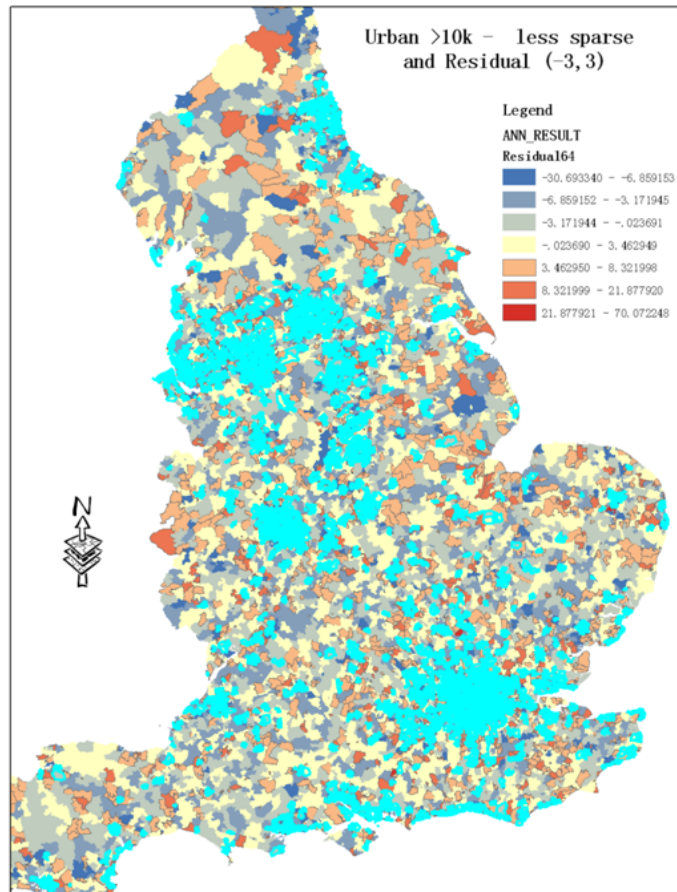 Urban >10k - less sparse
and Residual (-3,3)
Legend
ANN_RESULT
Residual64
-30.693340 - -6.859153
-6.859152 - -3.171945
-3.171944 - -.023691
-.023690 - 3.462949
3.462950 - 8.321998
8.321999 - 21.877920
21.877921 - 70.072248
N